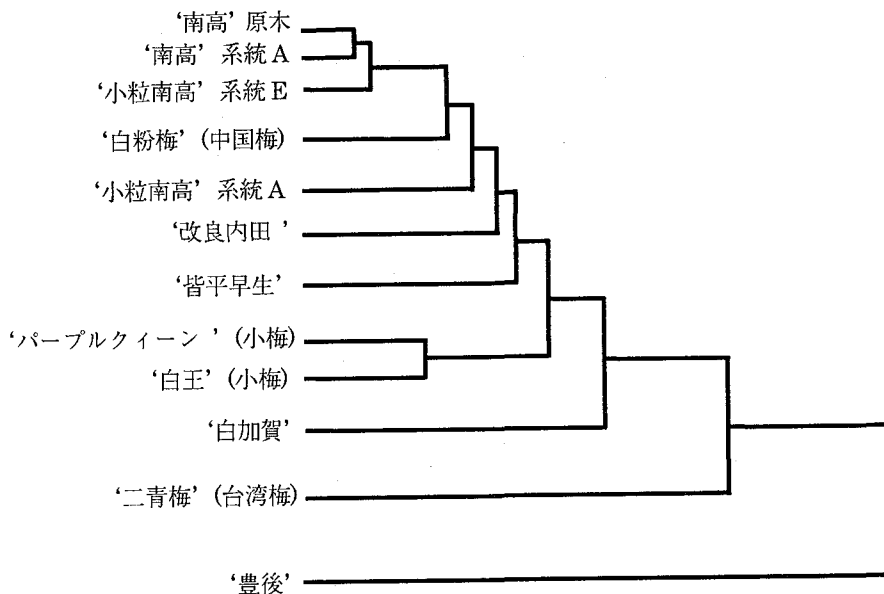 ‘南高’ 原木
‘南高’ 系統 A
‘小粒南高’ 系統 E
‘白粉梅’ (中国梅)
‘小粒南高’ 系統 A
‘改良内田 ’
‘皆平早生’
‘パープルクィーン ’ (小梅)
‘白王’ (小梅)
‘白加賀’
‘二青梅’ (台湾梅)
‘豊後’